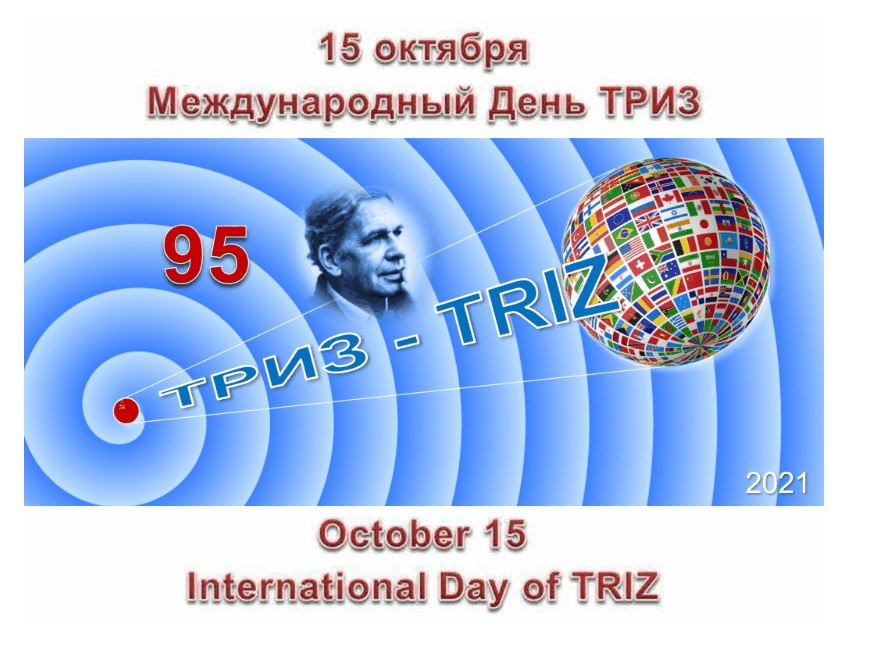 15 октября
Международный День ТРИЗ
95
ТРИЗ - TRIZ
2021
October 15
International Day of TRIZ